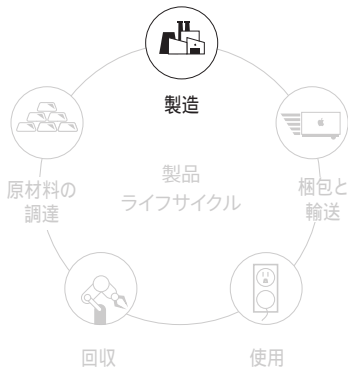 製造
製品
ライフサイクル
原材料の
調達
梱包と
輸送
回収
使用